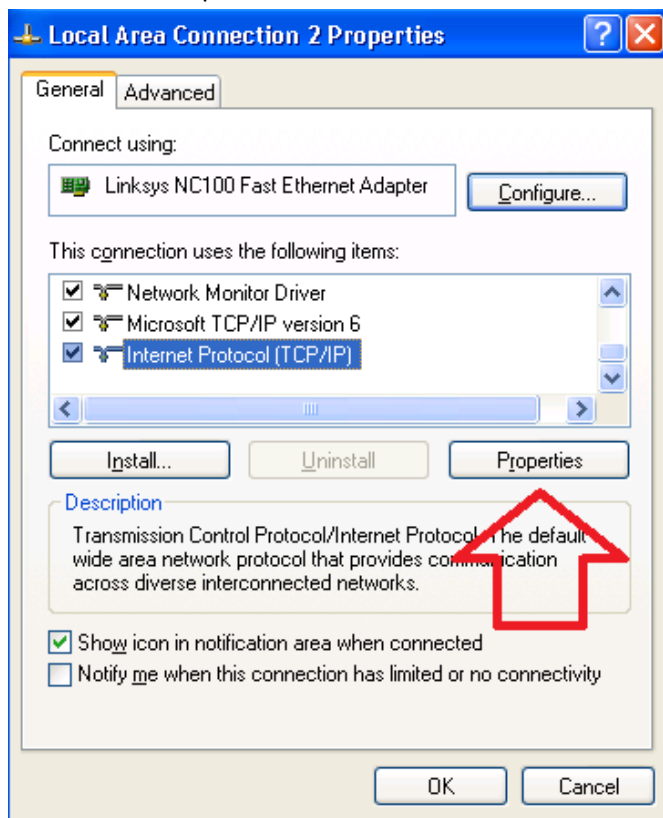 Local Area Connection 2 Properties
General Advanced
Connect using:
Linksys NC100 Fast Ethernet Adapter Configure...
This connection uses the following items:
Network Monitor Driver
Microsoft TCP/IP version 6
Internet Protocol (TCP/IP)
Install... Uninstall Properties
Description
Transmission Control Protocol/Internet Protocol. The default
wide area network protocol that provides communication
across diverse interconnected networks.
Show icon in notification area when connected
Notify me when this connection has limited or no connectivity
OK Cancel